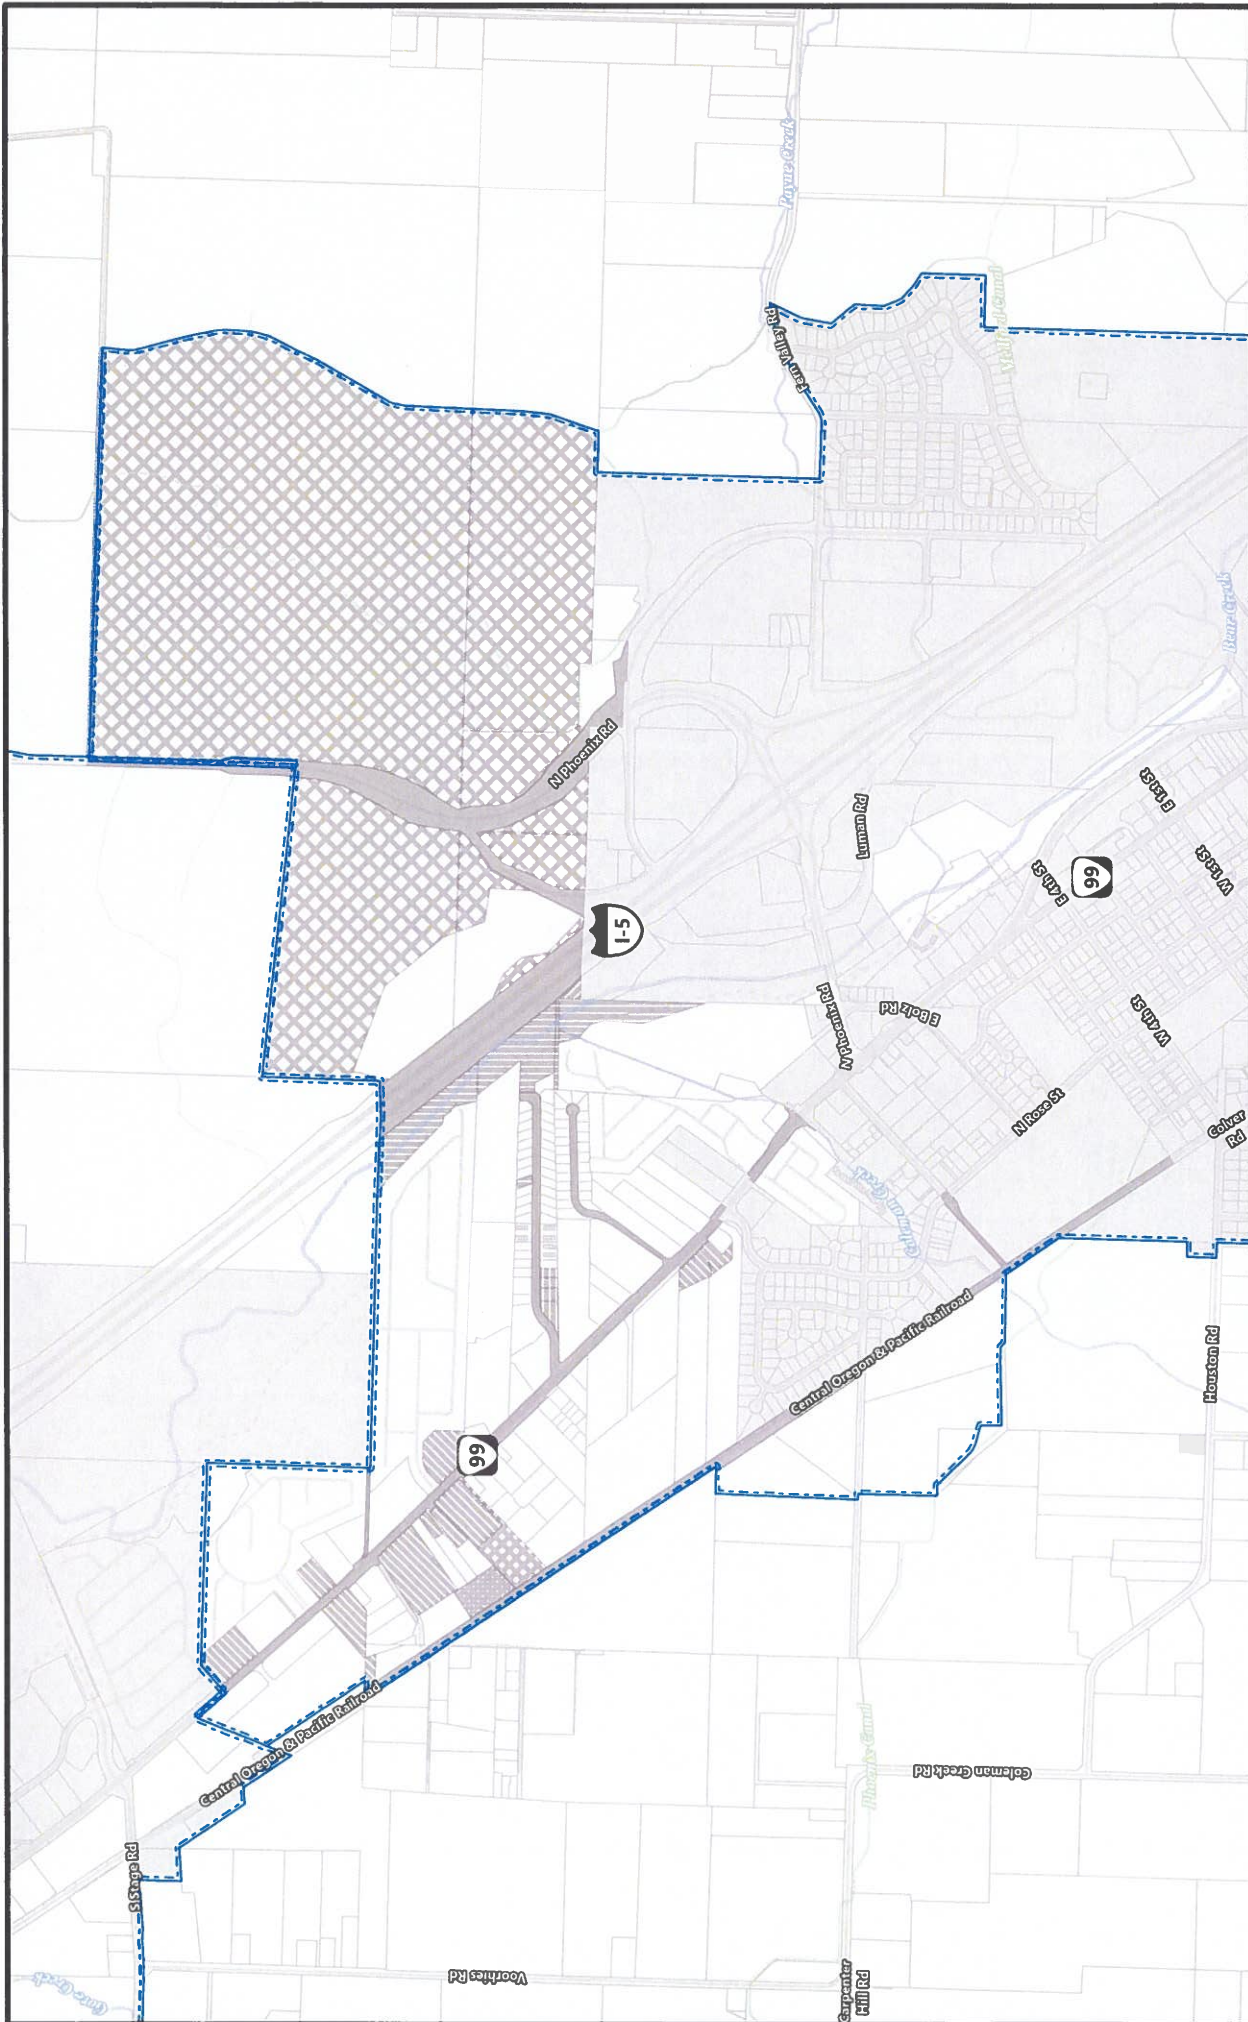 Payne Creek
Fern Valley Rd
Medford Canal
Bear Creek
N Phoenix Rd
Luman Rd
E 1st St
W 1st St
E 4th St
99
I-5
N Phoenix Rd
E Bolz Rd
W 4th St
N Rose St
Colver
Rd
Coleman Creek
Central Oregon & Pacific Railroad
Houston Rd
99
Central Oregon & Pacific Railroad
Phoenix Canal
Coleman Creek Rd
S Stage Rd
Voorhies Rd
Carpenter
Hill Rd